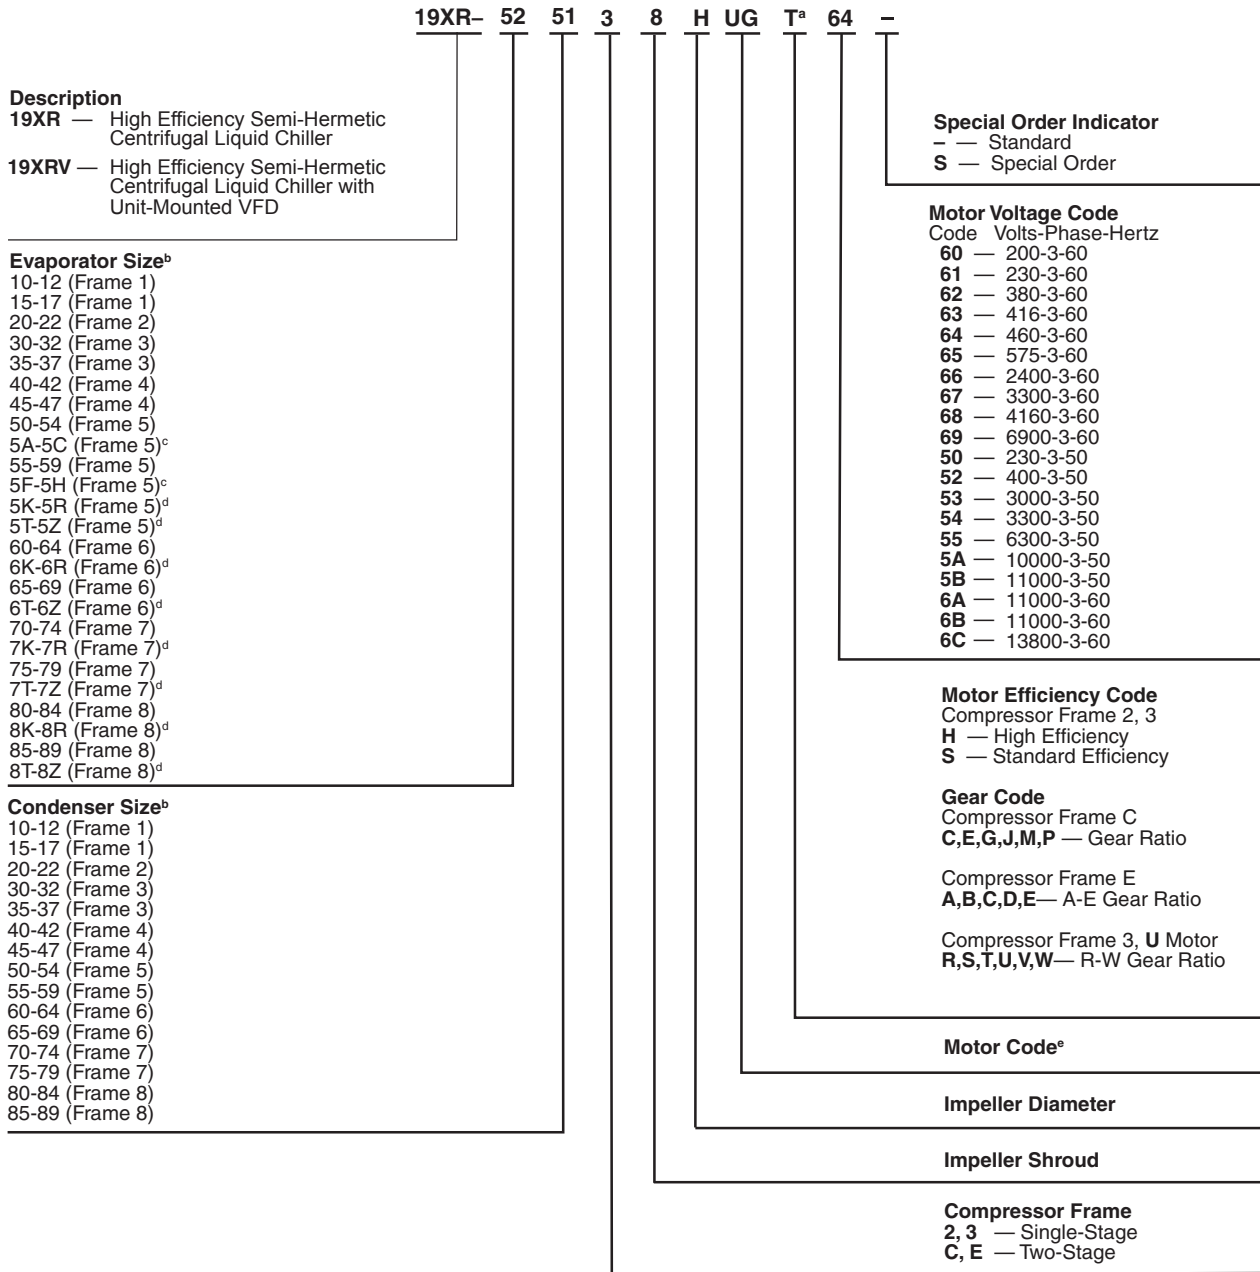 19XR– 52 51 3 8 H UG Tᵃ 64 –
Description
19XR — High Efficiency Semi-Hermetic
Centrifugal Liquid Chiller
19XRV — High Efficiency Semi-Hermetic
Centrifugal Liquid Chiller with
Unit-Mounted VFD
Evaporator Sizeᵇ
10-12 (Frame 1)
15-17 (Frame 1)
20-22 (Frame 2)
30-32 (Frame 3)
35-37 (Frame 3)
40-42 (Frame 4)
45-47 (Frame 4)
50-54 (Frame 5)
5A-5C (Frame 5)ᶜ
55-59 (Frame 5)
5F-5H (Frame 5)ᶜ
5K-5R (Frame 5)ᵈ
5T-5Z (Frame 5)ᵈ
60-64 (Frame 6)
6K-6R (Frame 6)ᵈ
65-69 (Frame 6)
6T-6Z (Frame 6)ᵈ
70-74 (Frame 7)
7K-7R (Frame 7)ᵈ
75-79 (Frame 7)
7T-7Z (Frame 7)ᵈ
80-84 (Frame 8)
8K-8R (Frame 8)ᵈ
85-89 (Frame 8)
8T-8Z (Frame 8)ᵈ
Condenser Sizeᵇ
10-12 (Frame 1)
15-17 (Frame 1)
20-22 (Frame 2)
30-32 (Frame 3)
35-37 (Frame 3)
40-42 (Frame 4)
45-47 (Frame 4)
50-54 (Frame 5)
55-59 (Frame 5)
60-64 (Frame 6)
65-69 (Frame 6)
70-74 (Frame 7)
75-79 (Frame 7)
80-84 (Frame 8)
85-89 (Frame 8)
Special Order Indicator
– — Standard
S — Special Order
Motor Voltage Code
Code Volts-Phase-Hertz
60 — 200-3-60
61 — 230-3-60
62 — 380-3-60
63 — 416-3-60
64 — 460-3-60
65 — 575-3-60
66 — 2400-3-60
67 — 3300-3-60
68 — 4160-3-60
69 — 6900-3-60
50 — 230-3-50
52 — 400-3-50
53 — 3000-3-50
54 — 3300-3-50
55 — 6300-3-50
5A — 10000-3-50
5B — 11000-3-50
6A — 11000-3-60
6B — 11000-3-60
6C — 13800-3-60
Motor Efficiency Code
Compressor Frame 2, 3
H — High Efficiency
S — Standard Efficiency
Gear Code
Compressor Frame C
C,E,G,J,M,P — Gear Ratio
Compressor Frame E
A,B,C,D,E— A-E Gear Ratio
Compressor Frame 3, U Motor
R,S,T,U,V,W— R-W Gear Ratio
Motor Codeᵉ
Impeller Diameter
Impeller Shroud
Compressor Frame
2, 3 — Single-Stage
C, E — Two-Stage